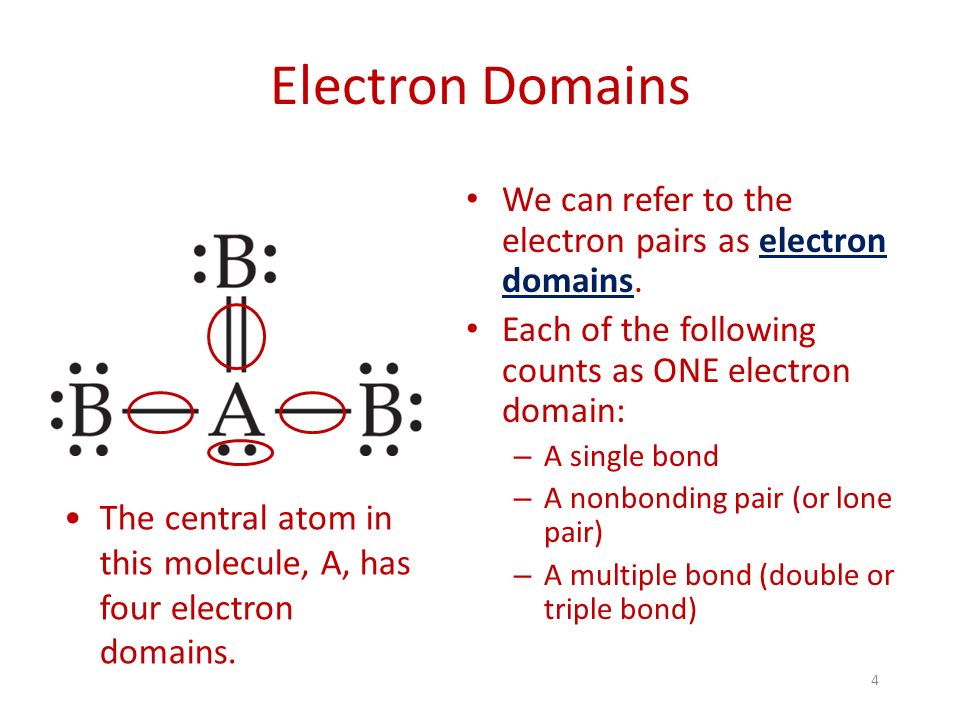 Electron Domains
:B:
:B — A — B:
• The central atom in
this molecule, A, has
four electron
domains.
• We can refer to the
electron pairs as electron
domains.
• Each of the following
counts as ONE electron
domain:
– A single bond
– A nonbonding pair (or lone
pair)
– A multiple bond (double or
triple bond)
4